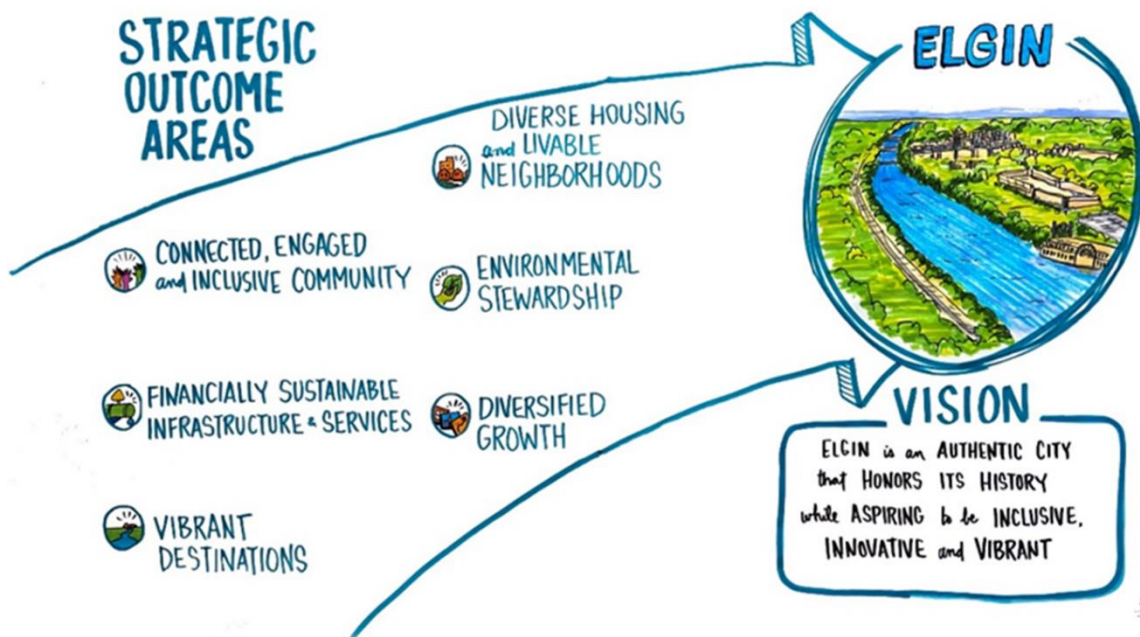 STRATEGIC
OUTCOME
AREAS
DIVERSE HOUSING
and LIVABLE
NEIGHBORHOODS
CONNECTED, ENGAGED
and INCLUSIVE COMMUNITY
ENVIRONMENTAL
STEWARDSHIP
FINANCIALLY SUSTAINABLE
INFRASTRUCTURE & SERVICES
DIVERSIFIED
GROWTH
VIBRANT
DESTINATIONS
ELGIN
VISION
ELGIN is an AUTHENTIC CITY
that HONORS ITS HISTORY
while ASPIRING to be INCLUSIVE,
INNOVATIVE and VIBRANT